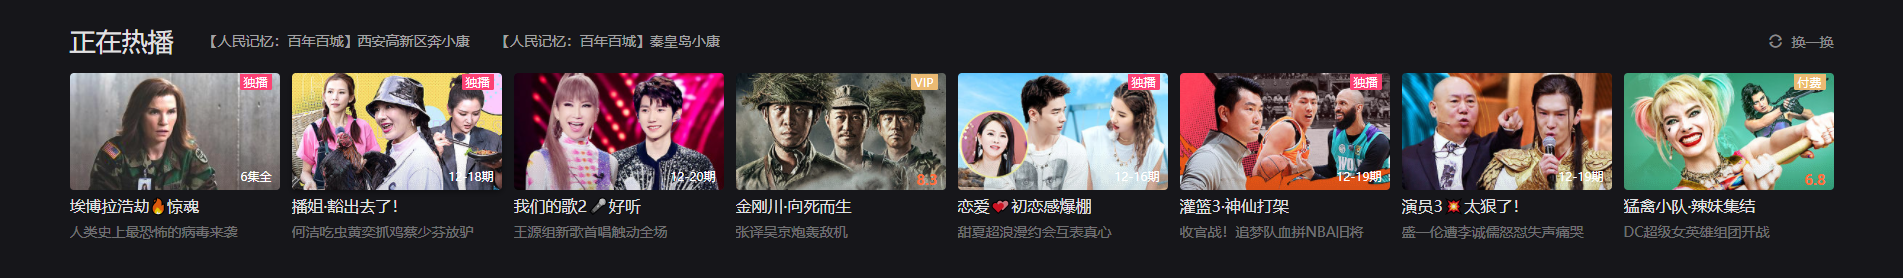 正在热播
【人民记忆：百年百城】西安高新区奔小康
【人民记忆：百年百城】秦皇岛小康
换一换
独播
6集全
埃博拉浩劫🔥惊魂
人类史上最恐怖的病毒来袭
独播
12-18期
播姐·豁出去了！
何洁吃虫黄奕抓鸡蔡少芬放驴
12-20期
我们的歌2 🎤好听
王源组新歌首唱触动全场
VIP
8.3
金刚川·向死而生
张译吴京炮轰敌机
独播
12-16期
恋爱💕初恋感爆棚
甜夏超浪漫约会互表真心
独播
12-19期
灌篮3·神仙打架
收官战！追梦队血拼NBA旧将
12-19期
演员3💥太狠了！
盛一伦遭李诚儒怒怼失声痛哭
付费
6.8
猛禽小队·辣妹集结
DC超级女英雄组团开战